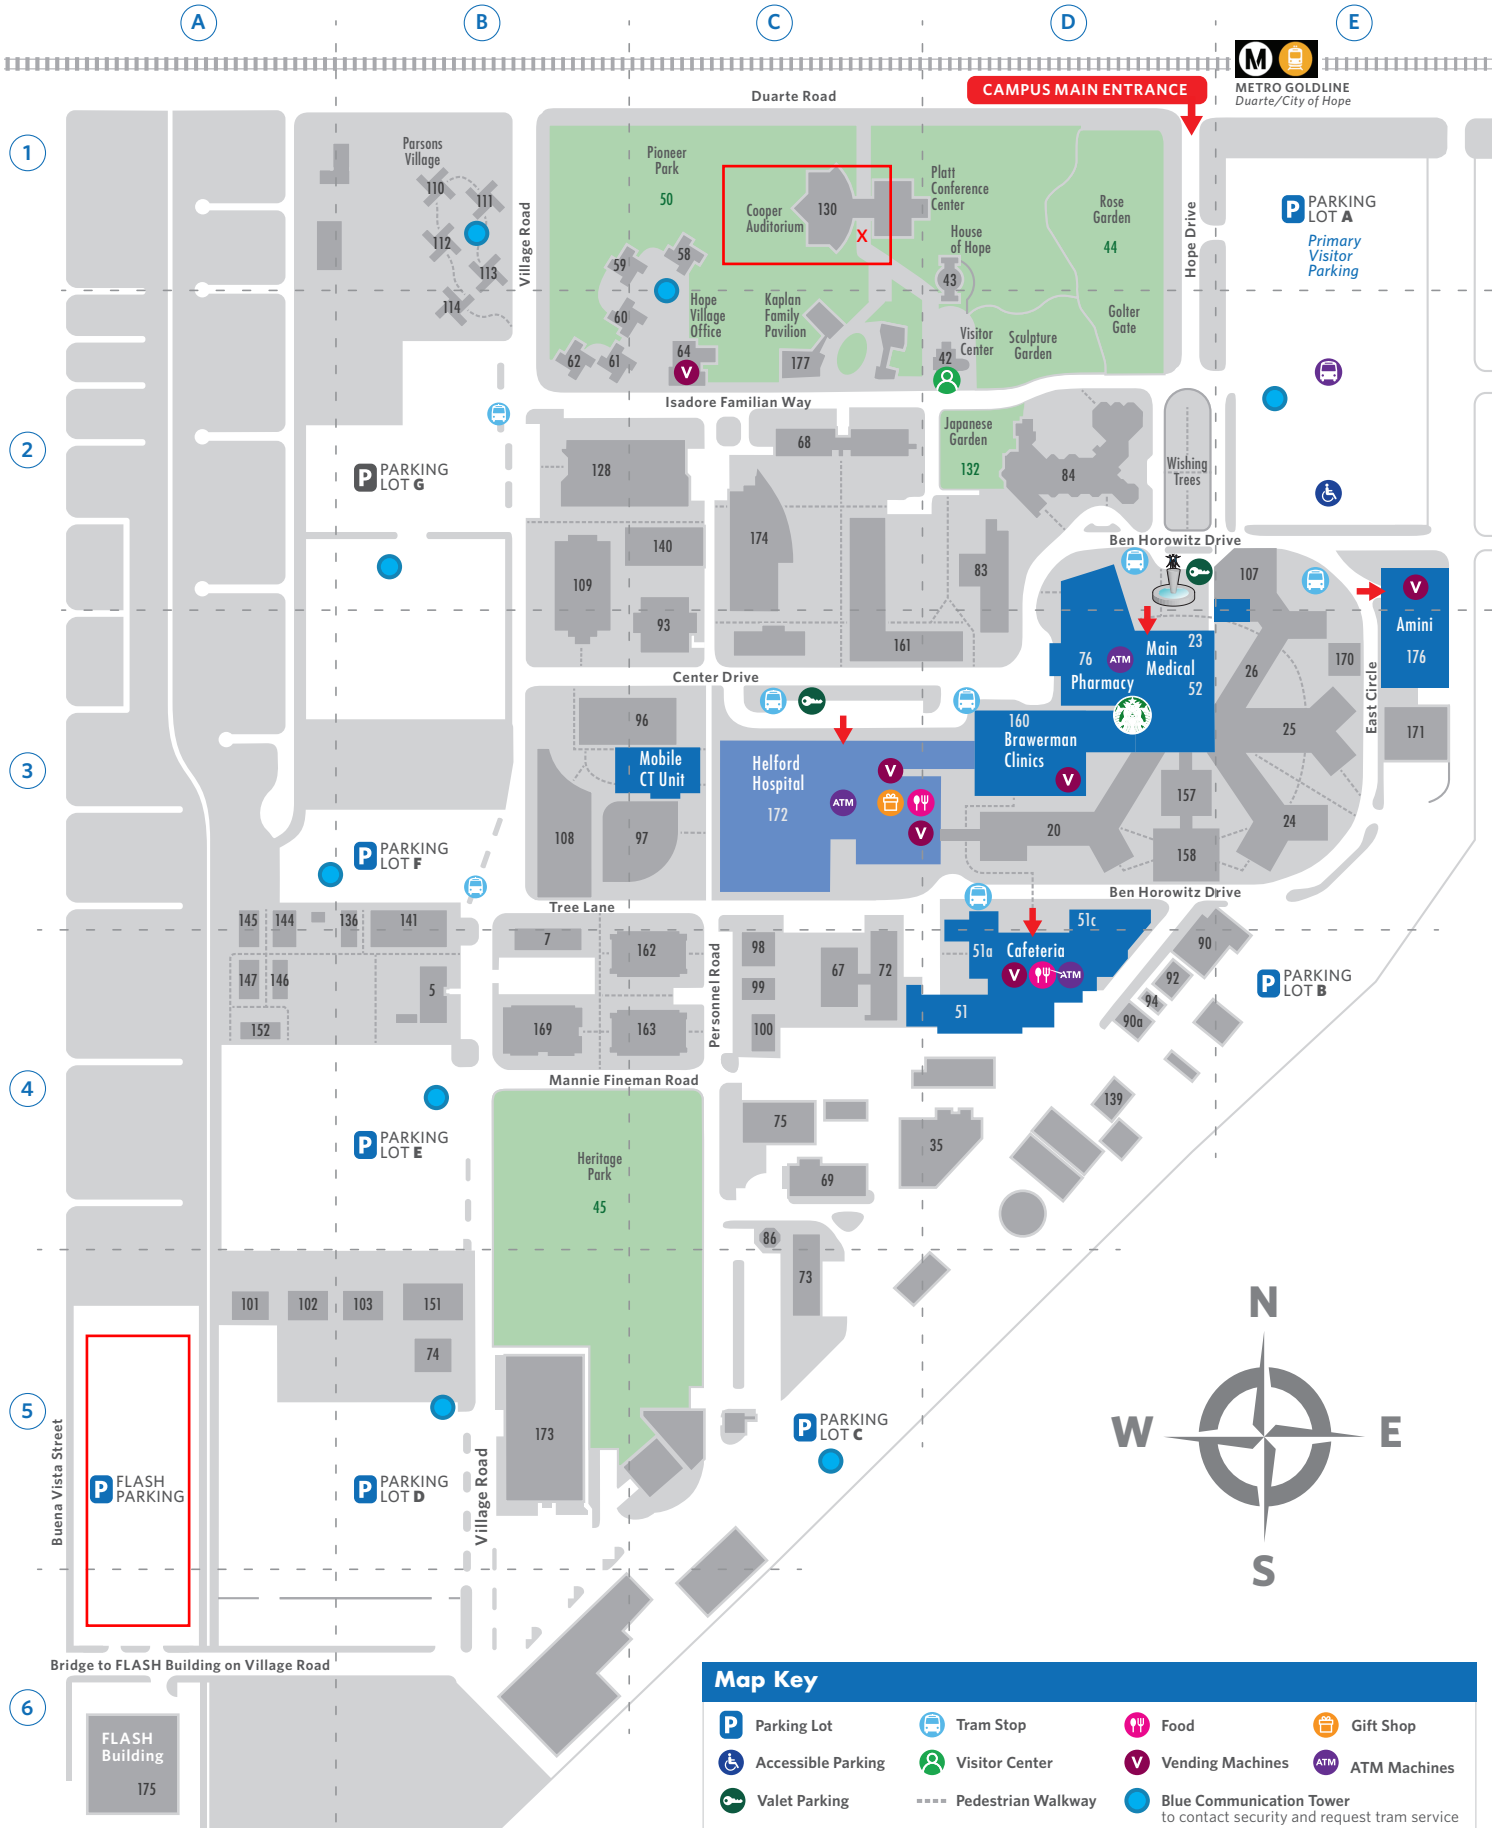 A
B
C
D
E
M
METRO GOLDLINE
Duarte/City of Hope
CAMPUS MAIN ENTRANCE
Duarte Road
1
Parsons
Village
110
111
112
113
114
Village Road
Pioneer
Park
50
Cooper
Auditorium
130
X
Platt
Conference
Center
House
of Hope
43
Rose
Garden
44
Hope Drive
P PARKING
LOT A
Primary
Visitor
Parking
58
59
60
61
62
Hope
Village
Office
64
V
Kaplan
Family
Pavilion
177
Visitor
Center
42
Sculpture
Garden
Golter
Gate
Isadore Familian Way
2
P PARKING
LOT G
128
68
Japanese
Garden
132
84
Wishing
Trees
174
140
109
93
83
161
Ben Horowitz Drive
107
V
Amini
176
76
ATM
Pharmacy
Main
Medical
23
52
26
170
East Circle
171
25
Center Drive
3
96
Mobile
CT Unit
108
97
Helford
Hospital
172
V
ATM
V
160
Brawerman
Clinics
V
20
157
158
24
P PARKING
LOT F
Ben Horowitz Drive
Tree Lane
145
144
136
141
147
146
5
152
7
162
169
163
Personnel Road
98
99
100
67
72
51a
51c
Cafeteria
V
ATM
51
90
92
94
90a
P PARKING
LOT B
4
Mannie Fineman Road
P PARKING
LOT E
Heritage
Park
45
75
69
35
139
86
73
101
102
103
151
74
N
W
E
S
5
Buena Vista Street
P FLASH
PARKING
P PARKING
LOT D
Village Road
173
P PARKING
LOT C
Bridge to FLASH Building on Village Road
6
FLASH
Building
175
Map Key
P Parking Lot
Tram Stop
Food
Gift Shop
Accessible Parking
Visitor Center
V Vending Machines
ATM ATM Machines
Valet Parking
Pedestrian Walkway
Blue Communication Tower
to contact security and request tram service